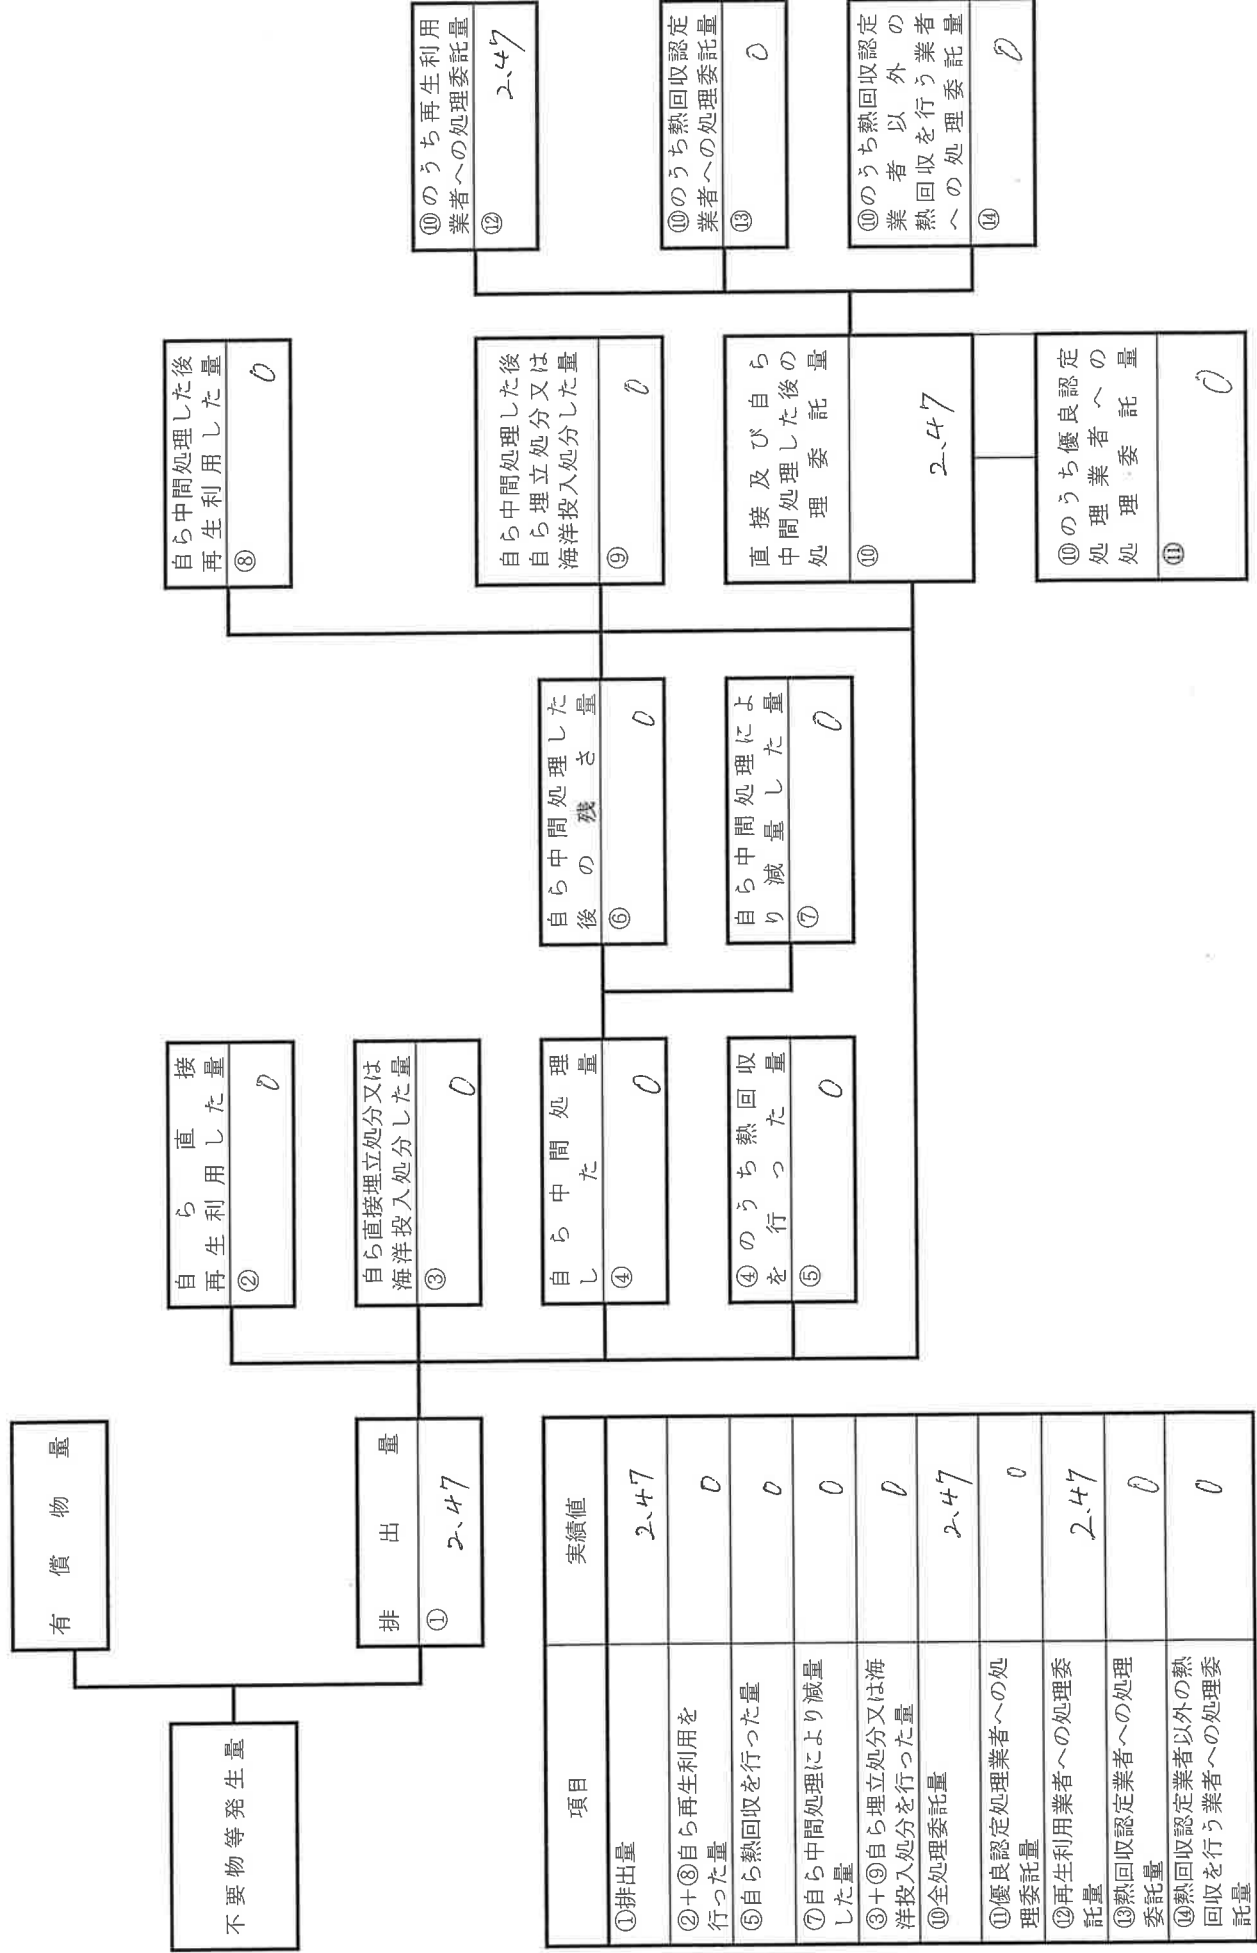 不要物等発生量
有償物量
排出量
① 2.47
自ら直接
再生利用した量
② 0
自ら直接埋立処分又は
海洋投入処分した量
③ 0
自ら中間処理
した量
④ 0
④のうち熱回収
を行った量
⑤ 0
自ら中間処理した
後の残さ量
⑥ 0
自ら中間処理によ
り減量した量
⑦ 0
自ら中間処理した後
再生利用した量
⑧ 0
自ら中間処理した後
自ら埋立処分又は
海洋投入処分した量
⑨ 0
直接及び自ら
中間処理した後の
処理委託量
⑩ 2.47
⑩のうち優良認定
処理業者への
処理委託量
⑪ 0
⑩のうち再生利用
業者への処理委託量
⑫ 2.47
⑩のうち熱回収認定
業者への処理委託量
⑬ 0
⑩のうち熱回収認定
業者以外の
熱回収を行う業者
への処理委託量
⑭ 0
項目 実績値
①排出量 2.47
②+⑧自ら再生利用を
行った量 0
⑤自ら熱回収を行った量 0
⑦自ら中間処理により減量
した量 0
③+⑨自ら埋立処分又は海
洋投入処分を行った量 0
⑩全処理委託量 2.47
⑪優良認定処理業者への処
理委託量 0
⑫再生利用業者への処理委
託量 2.47
⑬熱回収認定業者への処理
委託量 0
⑭熱回収認定業者以外の熱
回収を行う業者への処理委
託量 0